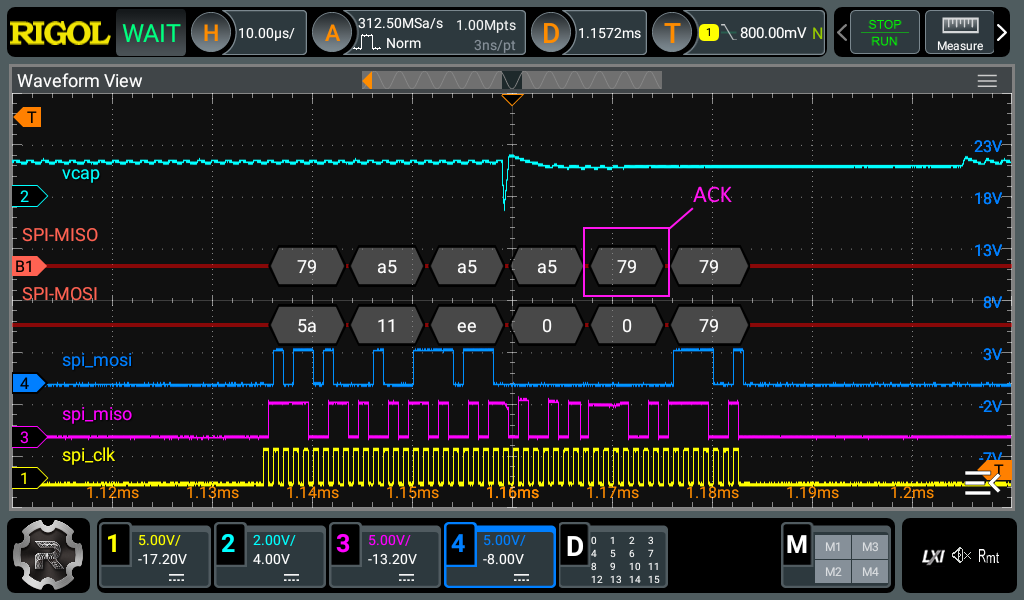 RIGOL WAIT H 10.00µs/ A 312.50MSa/s 1.00Mpts Norm 3ns/pt D 1.1572ms T 1 800.00mV N STOP RUN Measure
Waveform View
T
23V
vcap
2
18V
ACK
SPI-MISO
13V
B1 79 a5 a5 a5 79 79
SPI-MOSI
8V
5a 11 ee 0 0 79
spi_mosi
3V
4
spi_miso
-2V
3
spi_clk
-7V
T
1
1.12ms 1.13ms 1.14ms 1.15ms 1.16ms 1.17ms 1.18ms 1.19ms 1.2ms
1 5.00V/ -17.20V
2 2.00V/ 4.00V
3 5.00V/ -13.20V
4 5.00V/ -8.00V
D 0 1 2 3
4 5 6 7
8 9 10 11
12 13 14 15
M M1 M3
M2 M4
LXI Rmt